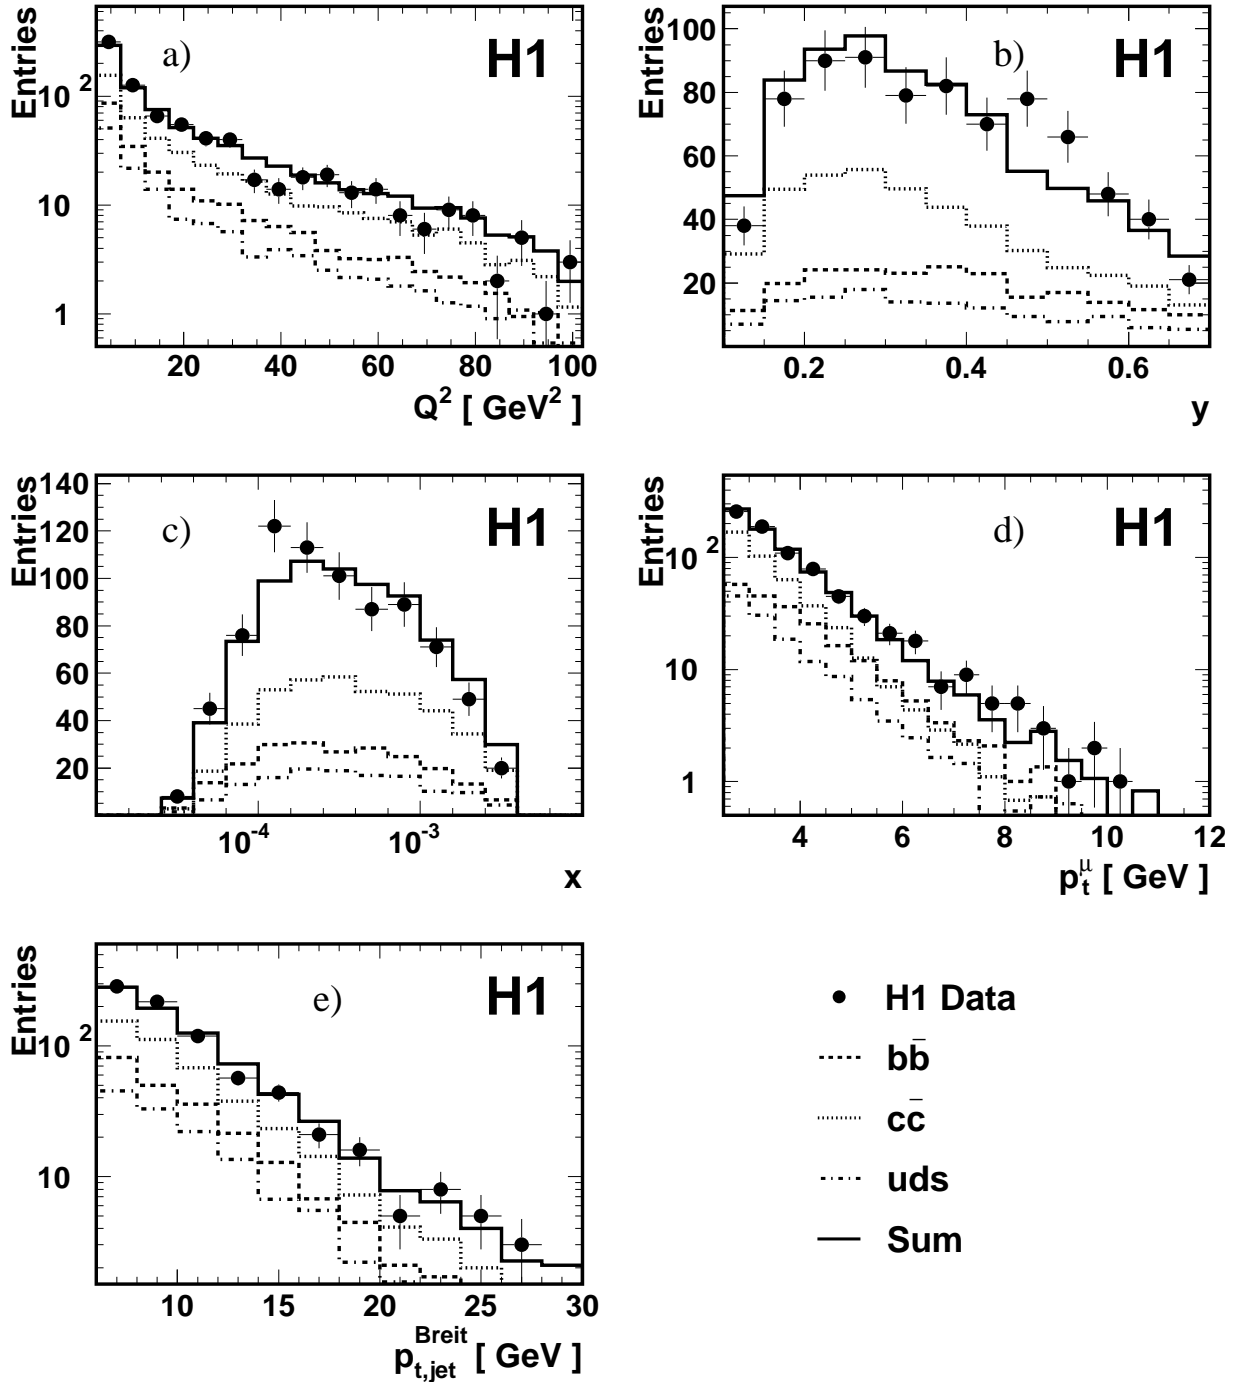 Entries
a)
H1
10²
10
1
20 40 60 80 100
Q² [ GeV² ]
Entries
b)
H1
100
80
60
40
20
0.2 0.4 0.6
y
Entries
c)
H1
140
120
100
80
60
40
20
10⁻⁴ 10⁻³
x
Entries
d)
H1
10²
10
1
4 6 8 10 12
pₜ^μ [ GeV ]
Entries
e)
H1
10²
10
10 15 20 25 30
p_{t,jet}^{Breit} [ GeV ]
H1 Data
bb̄
cc̄
uds
Sum